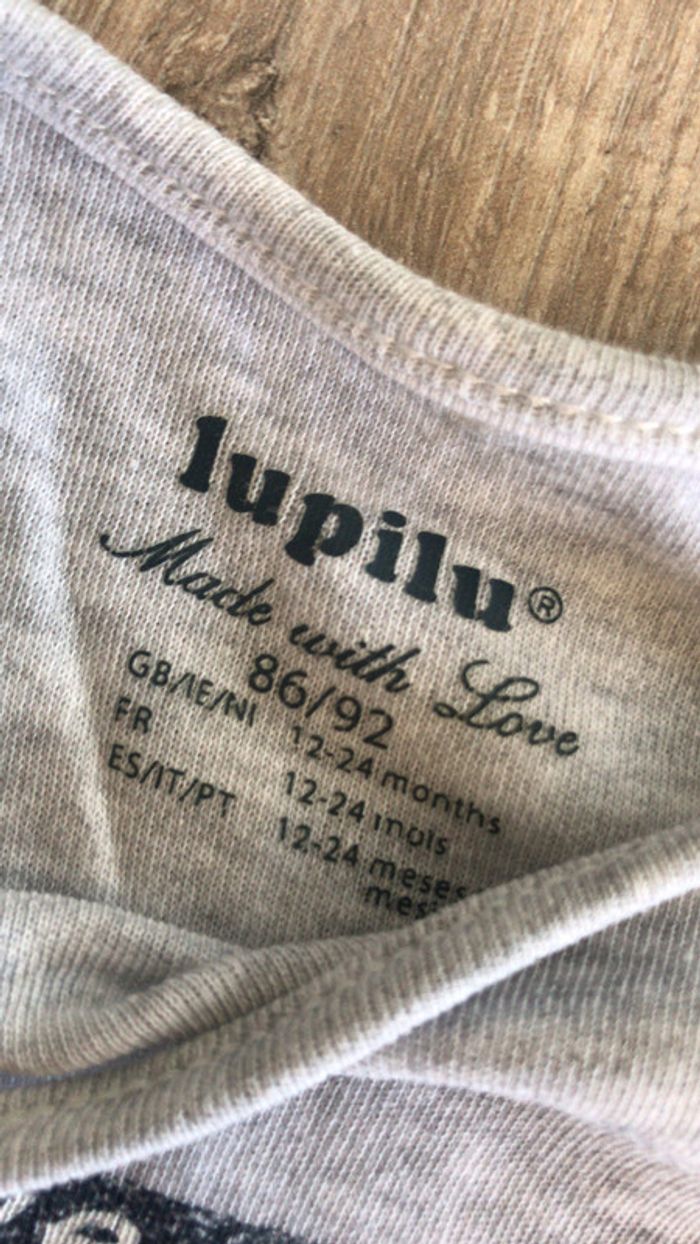 lupilu®
Made with Love
86/92
GB/IE/NI 12-24 months
FR 12-24 mois
ES/IT/PT 12-24 meses